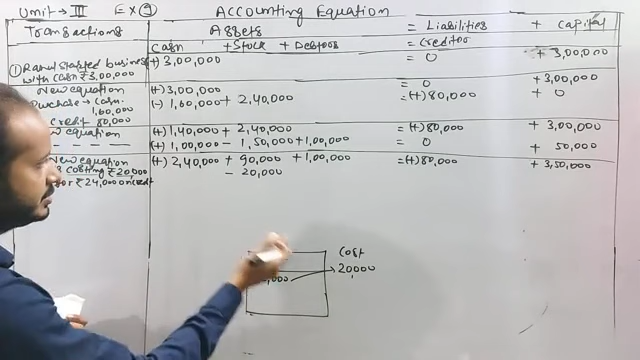 Unit - III Ex ⑨ Accounting Equation
Transactions Assets = Liabilities + Capital
Cash + Stock + Debtors = Creditor
① Rahul started business (+) 3,00,000 = 0 + 3,00,000
with cash ₹ 3,00,000
New equation (+) 3,00,000 = 0 + 3,00,000
Purchase → Cash (-) 1,60,000 + 2,40,000 = (+) 80,000 + 0
1,60,000
credit 80,000
equation (+) 1,40,000 + 2,40,000 = (+) 80,000 + 3,00,000
- - - - (+) 1,00,000 - 1,50,000 + 1,00,000 = 0 + 50,000
New equation (+) 2,40,000 + 90,000 + 1,00,000 = (+) 80,000 + 3,50,000
costing ₹ 20,000 - 20,000
₹ 24,000 on credit
Cost
20,000